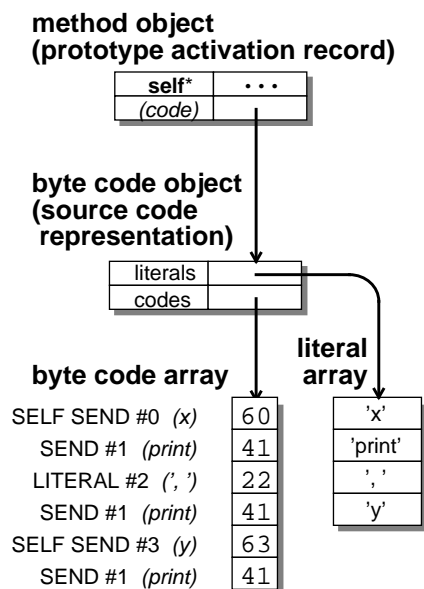 method object
(prototype activation record)
self* • • •
(code)
byte code object
(source code
representation)
literals
codes
literal
array
byte code array
SELF SEND #0 (x) 60 ’x’
SEND #1 (print) 41 ’print’
LITERAL #2 (’, ’) 22 ’, ’
SEND #1 (print) 41 ’y’
SELF SEND #3 (y) 63
SEND #1 (print) 41